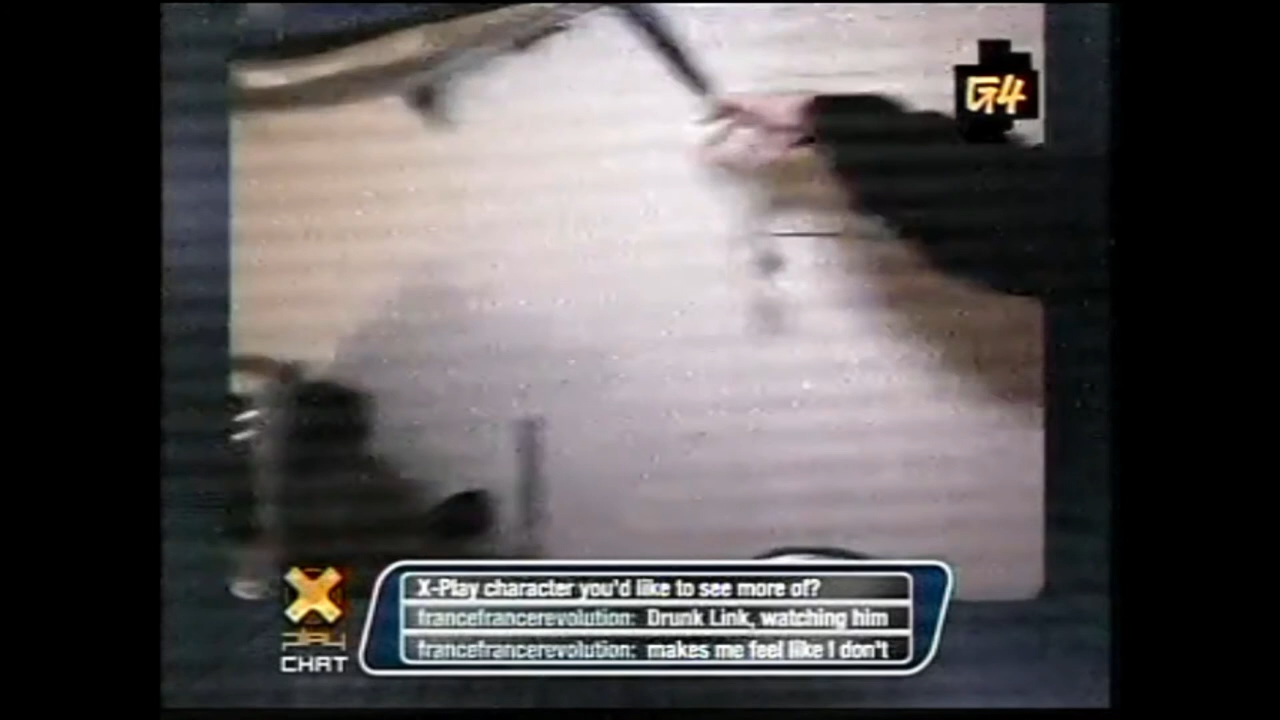 G4
X-Play character you'd like to see more of?
francefrancerevolution: Drunk Link, watching him
francefrancerevolution: makes me feel like I don't
play
CHAT